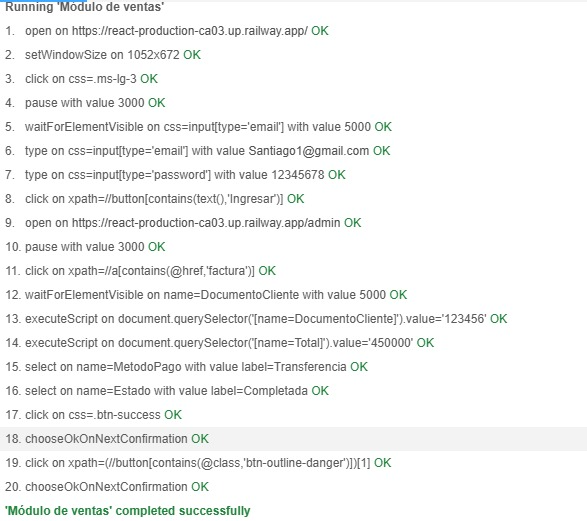 Running 'Módulo de ventas'
1. open on https://react-production-ca03.up.railway.app/ OK
2. setWindowSize on 1052x672 OK
3. click on css=.ms-lg-3 OK
4. pause with value 3000 OK
5. waitForElementVisible on css=input[type='email'] with value 5000 OK
6. type on css=input[type='email'] with value Santiago1@gmail.com OK
7. type on css=input[type='password'] with value 12345678 OK
8. click on xpath=//button[contains(text(),'Ingresar')] OK
9. open on https://react-production-ca03.up.railway.app/admin OK
10. pause with value 3000 OK
11. click on xpath=//a[contains(@href,'factura')] OK
12. waitForElementVisible on name=DocumentoCliente with value 5000 OK
13. executeScript on document.querySelector('[name=DocumentoCliente]').value='123456' OK
14. executeScript on document.querySelector('[name=Total]').value='450000' OK
15. select on name=MetodoPago with value label=Transferencia OK
16. select on name=Estado with value label=Completada OK
17. click on css=.btn-success OK
18. chooseOkOnNextConfirmation OK
19. click on xpath=(//button[contains(@class,'btn-outline-danger')])[1] OK
20. chooseOkOnNextConfirmation OK
'Módulo de ventas' completed successfully